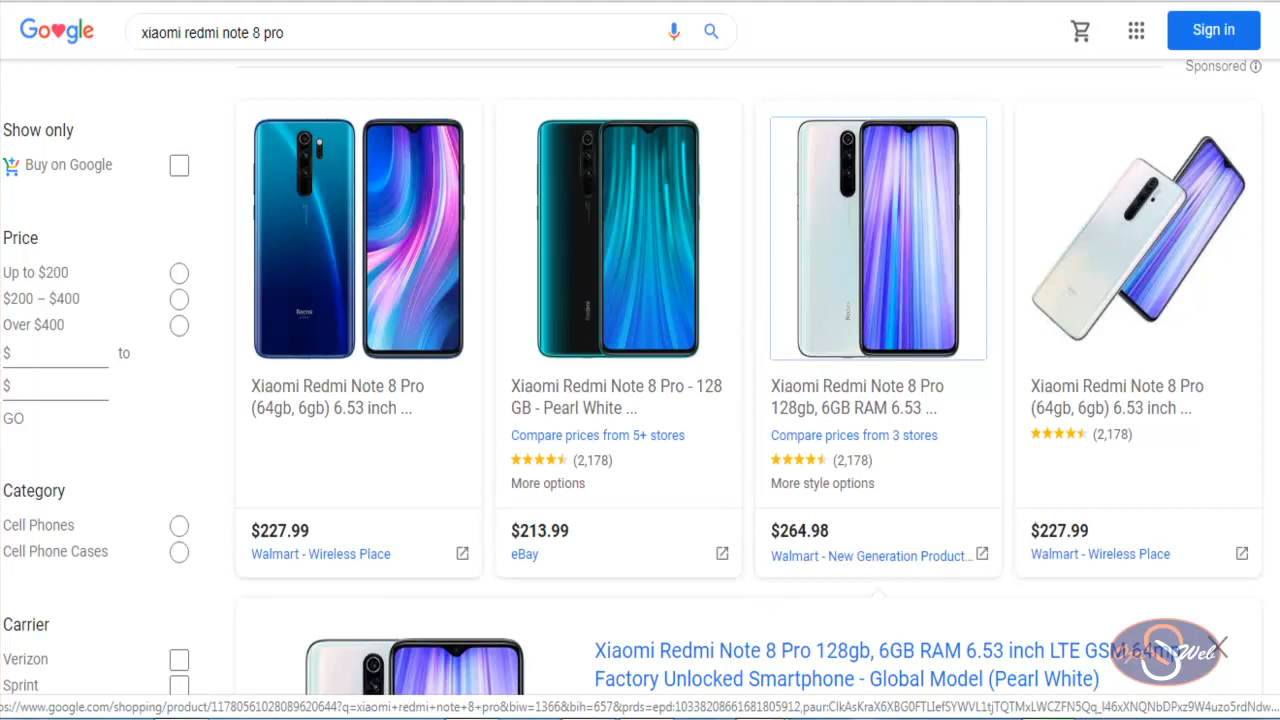 Google
xiaomi redmi note 8 pro
Sign in
Sponsored
Show only
Buy on Google
Price
Up to $200
$200 – $400
Over $400
$ to
$
GO
Category
Cell Phones
Cell Phone Cases
Carrier
Verizon
Sprint
Redmi
Xiaomi Redmi Note 8 Pro
(64gb, 6gb) 6.53 inch ...
$227.99
Walmart - Wireless Place
Redmi
Xiaomi Redmi Note 8 Pro - 128
GB - Pearl White ...
Compare prices from 5+ stores
(2,178)
More options
$213.99
eBay
Redmi
Xiaomi Redmi Note 8 Pro
128gb, 6GB RAM 6.53 ...
Compare prices from 3 stores
(2,178)
More style options
$264.98
Walmart - New Generation Product...
Xiaomi Redmi Note 8 Pro
(64gb, 6gb) 6.53 inch ...
(2,178)
$227.99
Walmart - Wireless Place
Xiaomi Redmi Note 8 Pro 128gb, 6GB RAM 6.53 inch LTE GSM 64mp
Factory Unlocked Smartphone - Global Model (Pearl White)
Web